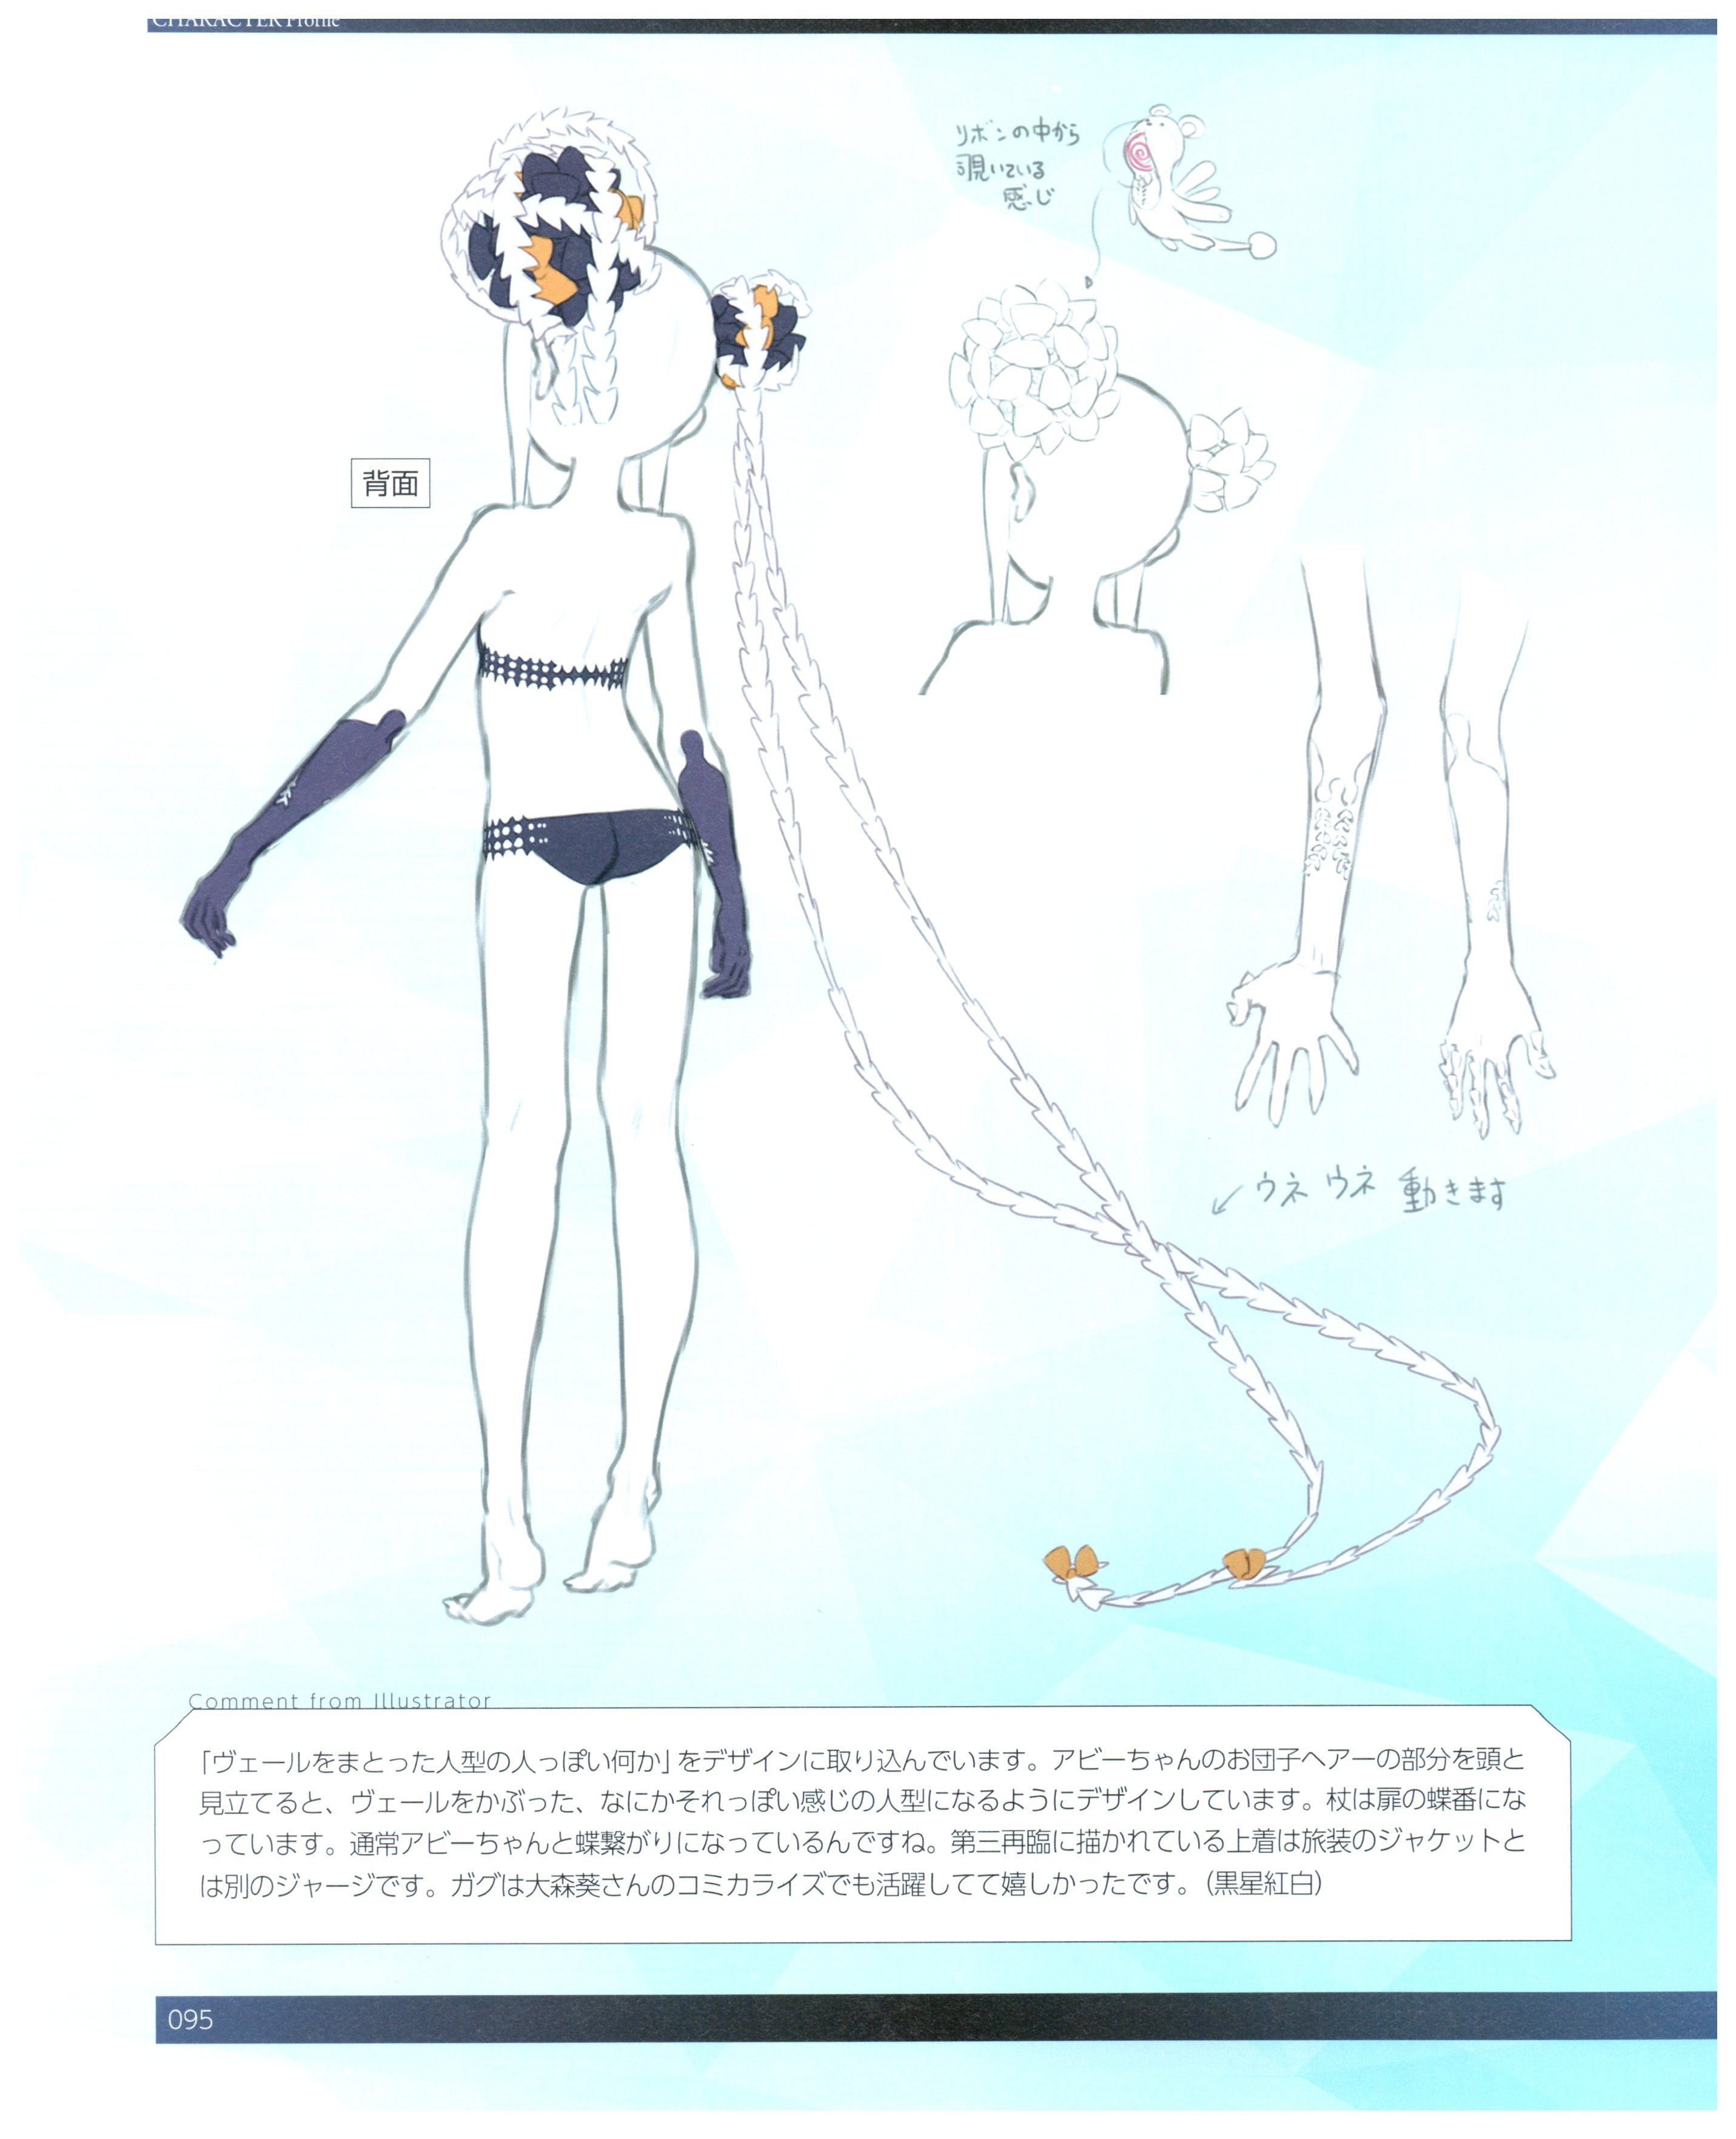 CHARACTER Profile
リボンの中から
覗いている
感じ
背面
ウネウネ 動きます
Comment from Illustrator
「ヴェールをまとった人型の人っぽい何か」をデザインに取り込んでいます。アビーちゃんのお団子ヘアーの部分を頭と
見立てると、ヴェールをかぶった、なにかそれっぽい感じの人型になるようにデザインしています。杖は扉の蝶番にな
っています。通常アビーちゃんと蝶繋がりになっているんですね。第三再臨に描かれている上着は旅装のジャケットと
は別のジャージです。ガグは大森葵さんのコミカライズでも活躍してて嬉しかったです。（黒星紅白）
095